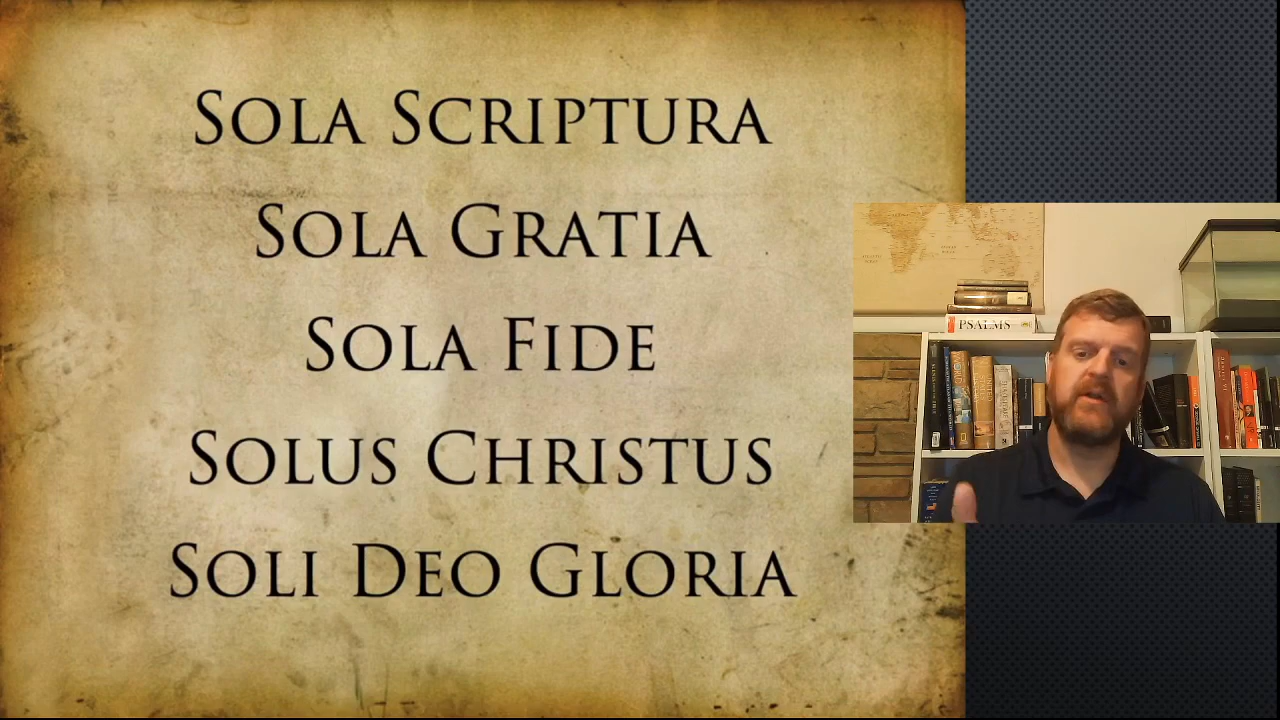 Sola Scriptura
Sola Gratia
Sola Fide
Solus Christus
Soli Deo Gloria
PSALMS